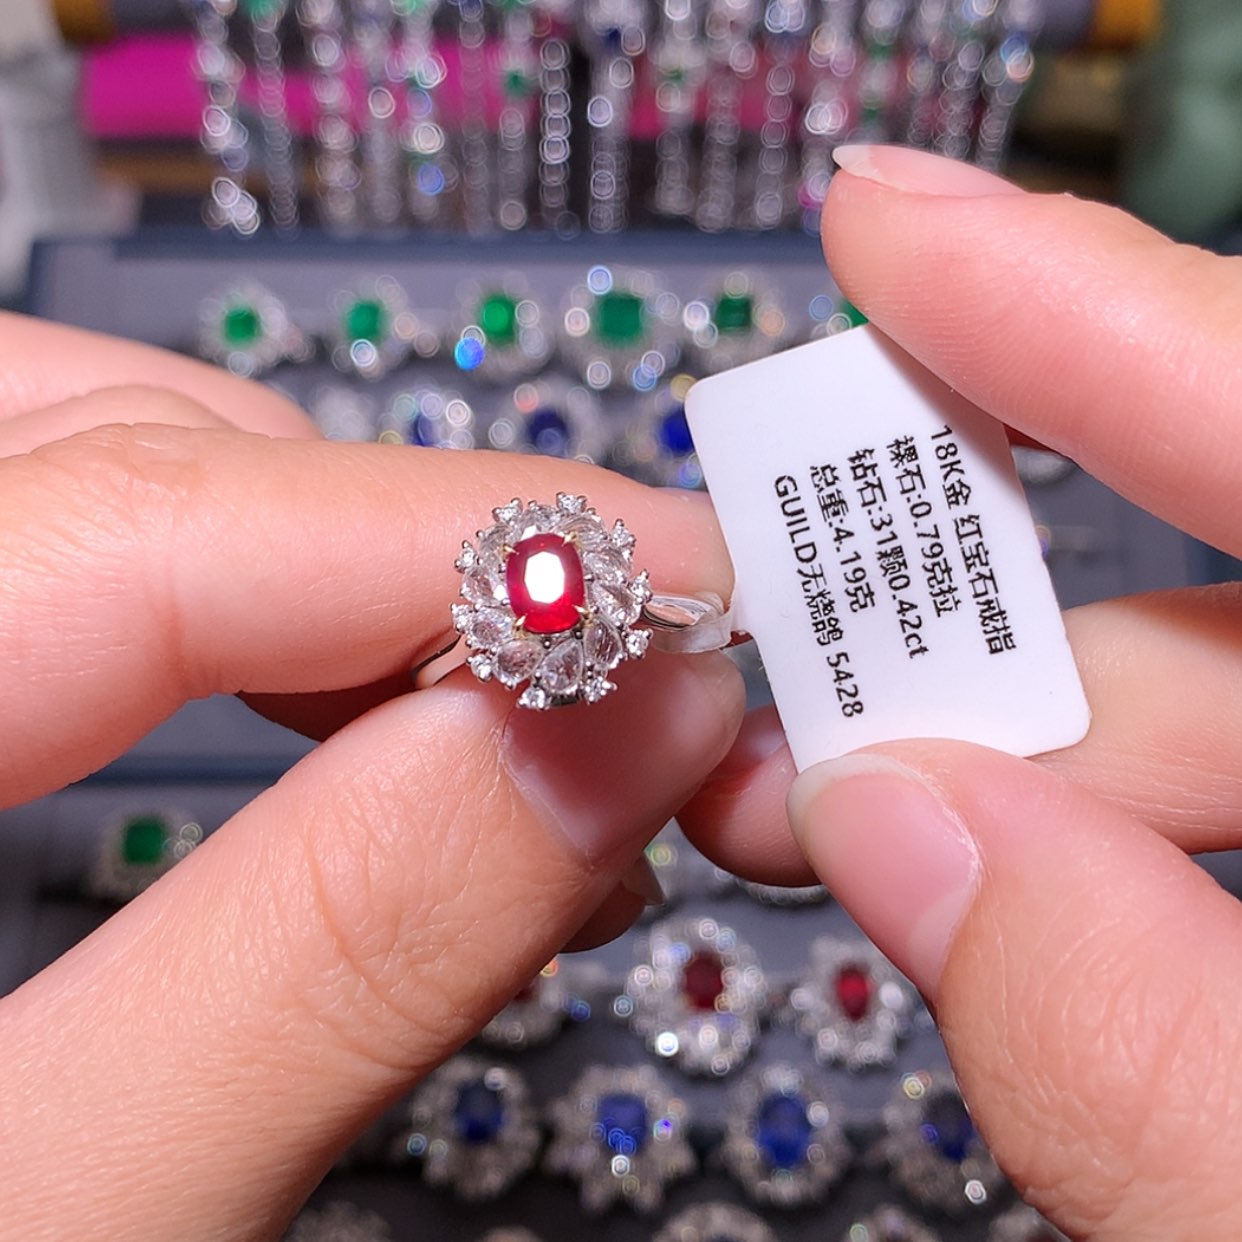 18K金 红宝石戒指
裸石:0.79克拉
钻石:31颗0.42ct
总重:4.19克
GUILD无烧鸽 5428